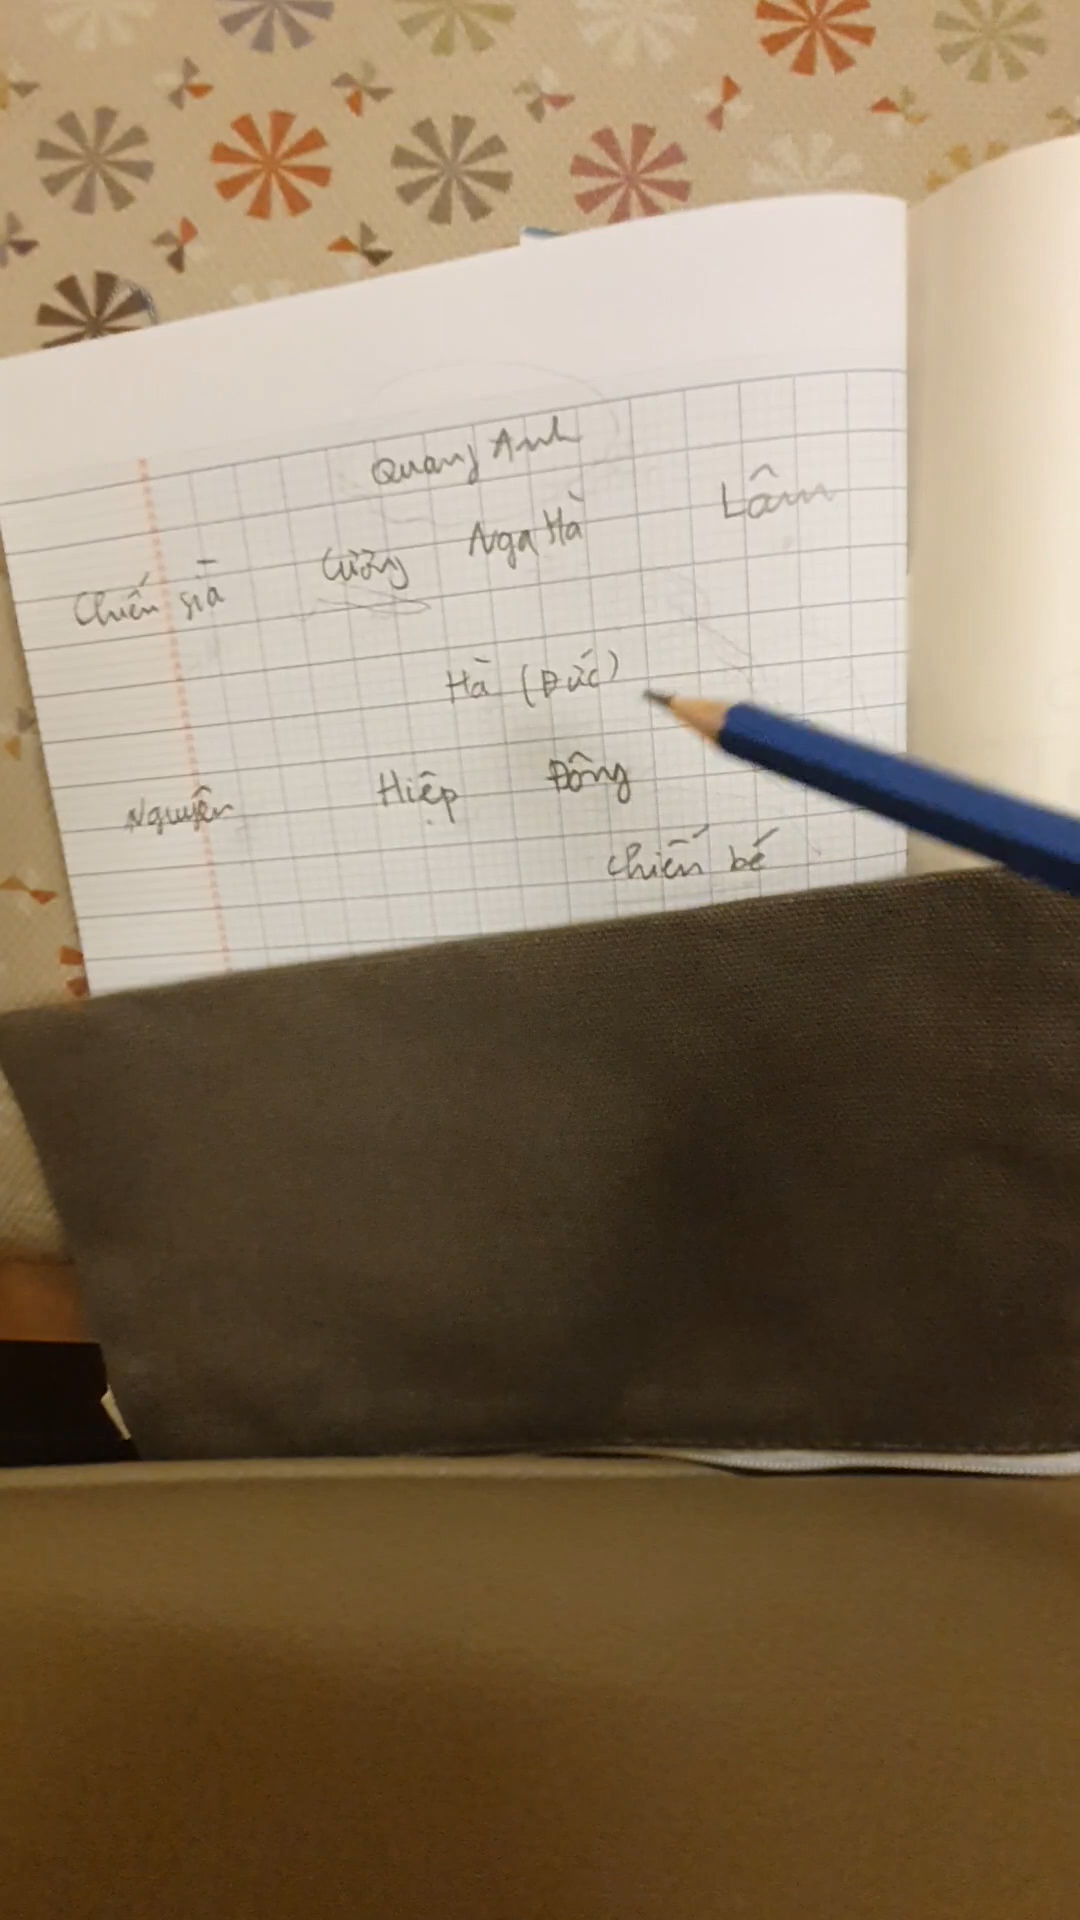 Quang Anh
Chiến già Cường Nga Hà Lâm
Hà (Đức)
Nguyên Hiệp Đông
Chiến bé